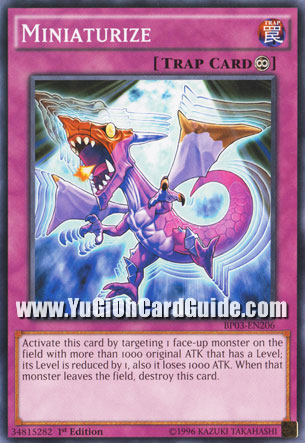 MINIATURIZE
TRAP
罠
[TRAP CARD]
www.YuGiOhCardGuide.com
BP03-EN206
Activate this card by targeting 1 face-up monster on the
field with more than 1000 original ATK that has a Level;
its Level is reduced by 1, also it loses 1000 ATK. When that
monster leaves the field, destroy this card.
34815282 1st Edition
©1996 KAZUKI TAKAHASHI